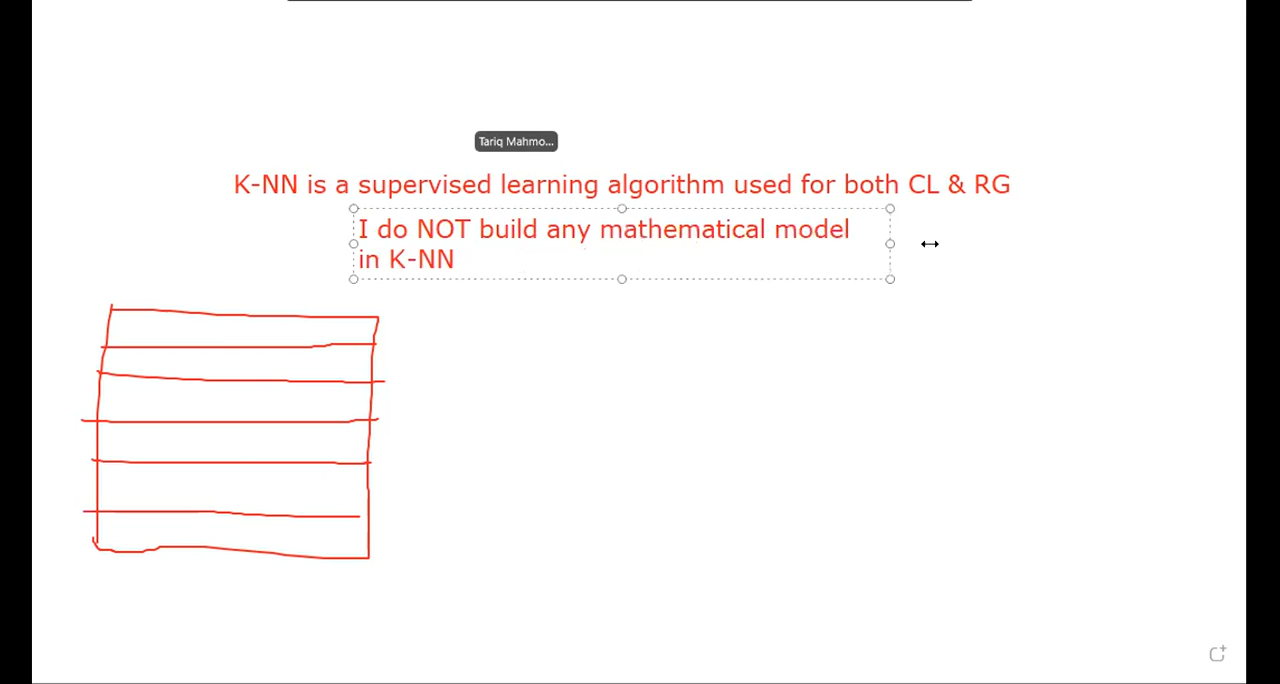 Tariq Mahmo...
K-NN is a supervised learning algorithm used for both CL & RG
I do NOT build any mathematical model
in K-NN